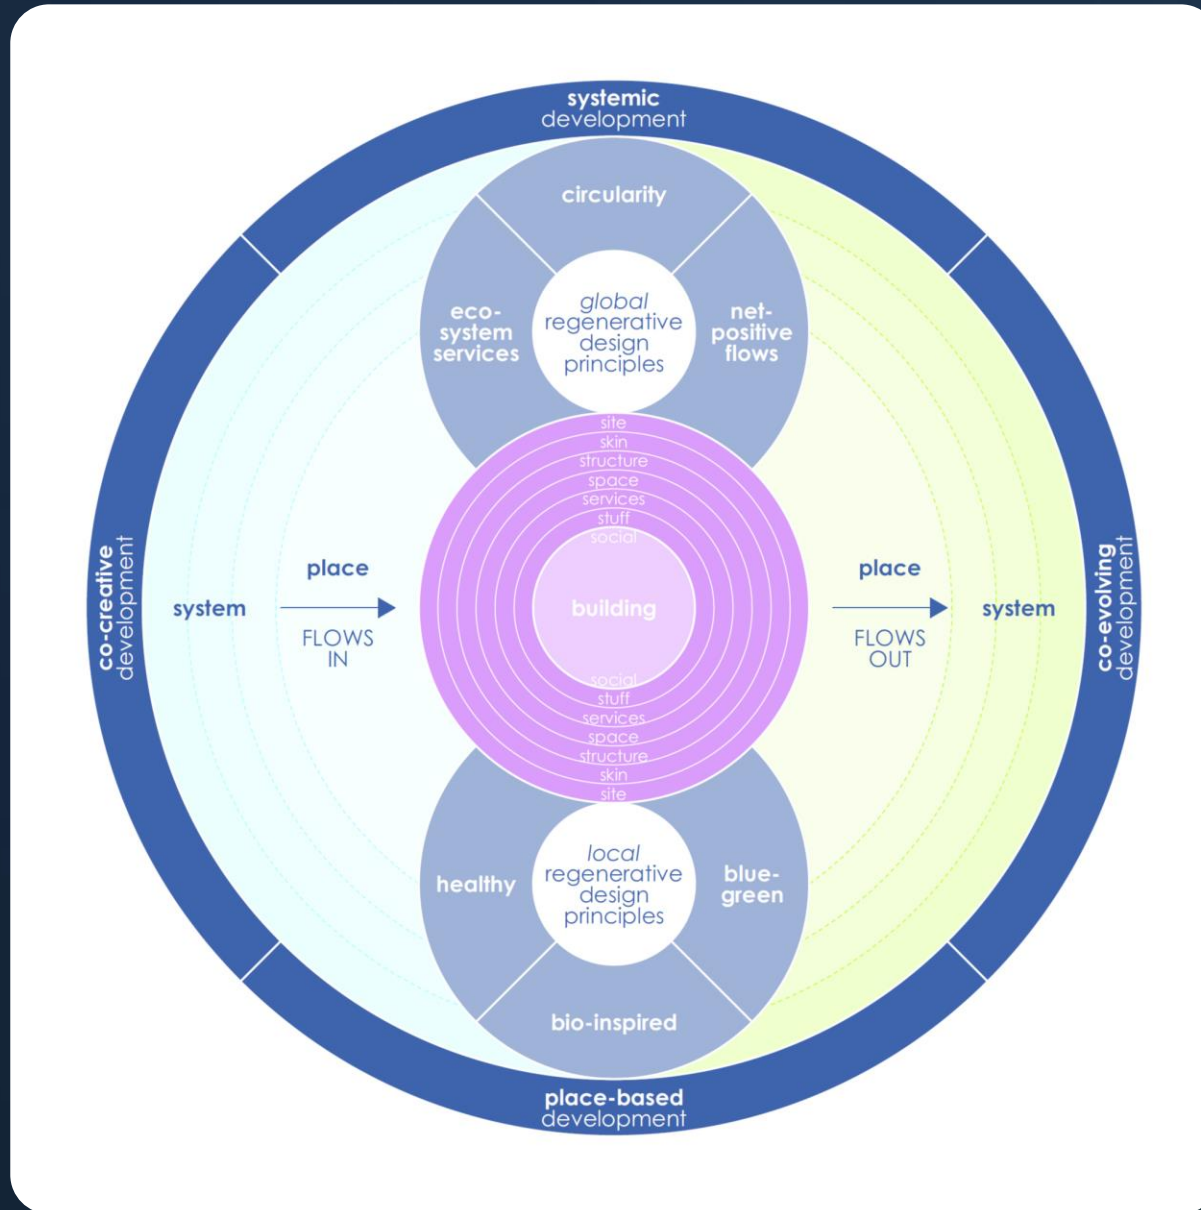 systemic
development
circularity
eco-
system
services
global
regenerative
design
principles
net-
positive
flows
co-creative
development
system
place
FLOWS
IN
site
skin
structure
space
services
stuff
social
building
social
stuff
services
space
structure
skin
site
place
FLOWS
OUT
system
co-evolving
development
healthy
local
regenerative
design
principles
blue-
green
bio-inspired
place-based
development